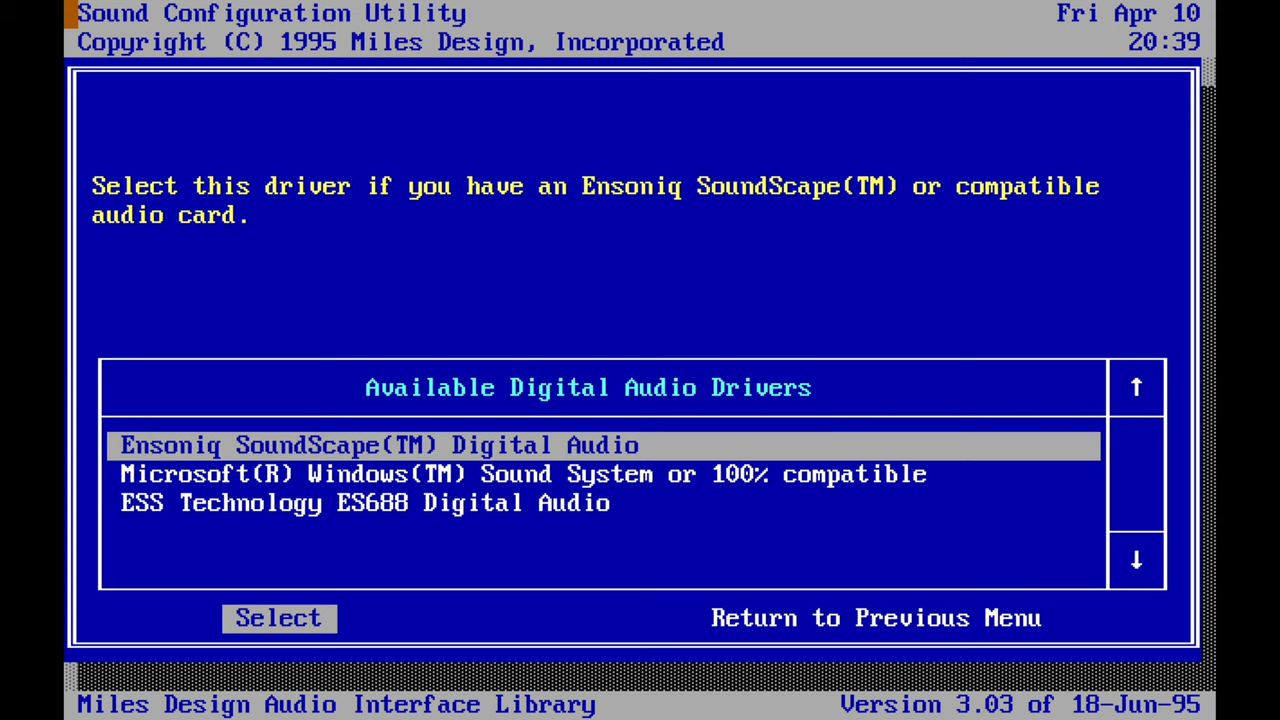 Sound Configuration Utility Fri Apr 10
Copyright (C) 1995 Miles Design, Incorporated 20:39
Select this driver if you have an Ensoniq SoundScape(TM) or compatible
audio card.
Available Digital Audio Drivers ↑
Ensoniq SoundScape(TM) Digital Audio
Microsoft(R) Windows(TM) Sound System or 100% compatible
ESS Technology ES688 Digital Audio
↓
Select Return to Previous Menu
Miles Design Audio Interface Library Version 3.03 of 18-Jun-95